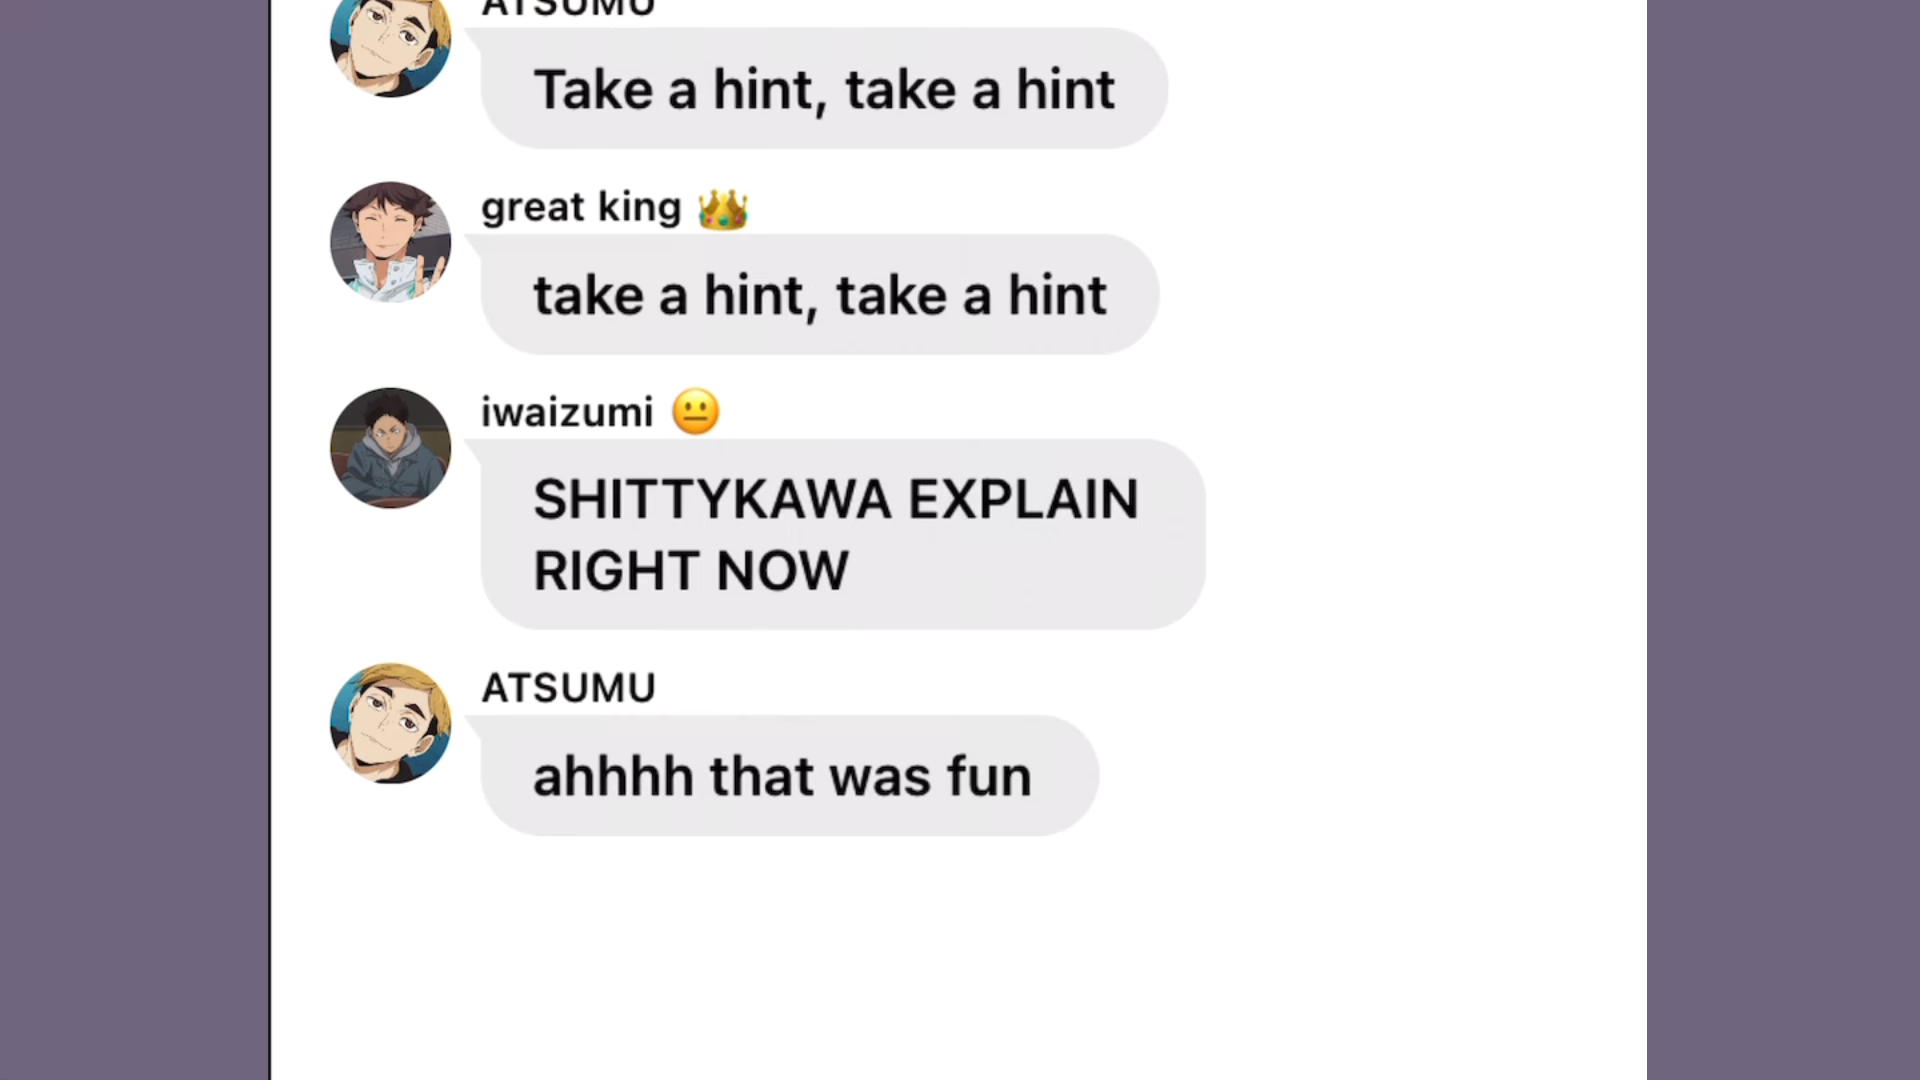 ATSUMU
Take a hint, take a hint
great king 👑
take a hint, take a hint
iwaizumi 😐
SHITTYKAWA EXPLAIN
RIGHT NOW
ATSUMU
ahhhh that was fun